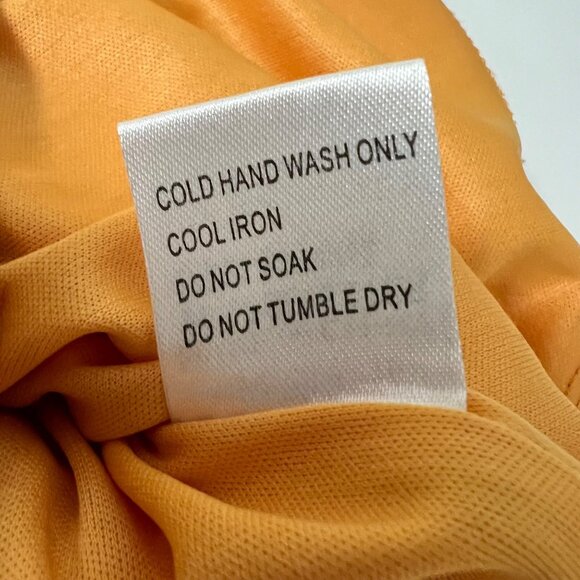 COLD HAND WASH ONLY
COOL IRON
DO NOT SOAK
DO NOT TUMBLE DRY